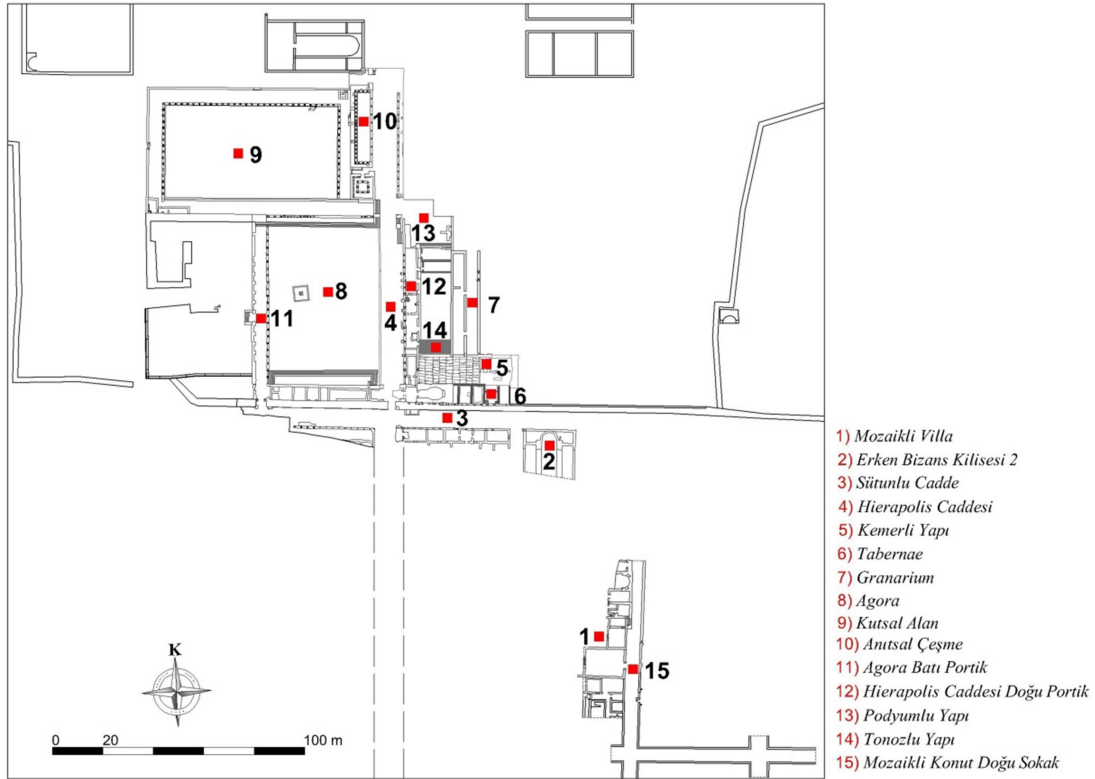 10
9
13
12
8
7
4
11
14
5
6
3
2
1
15
K
0 20 100 m
1) Mozaikli Villa
2) Erken Bizans Kilisesi 2
3) Sütunlu Cadde
4) Hierapolis Caddesi
5) Kemerli Yapı
6) Tabernae
7) Granarium
8) Agora
9) Kutsal Alan
10) Anıtsal Çeşme
11) Agora Batı Portik
12) Hierapolis Caddesi Doğu Portik
13) Podyumlu Yapı
14) Tonozlu Yapı
15) Mozaikli Konut Doğu Sokak